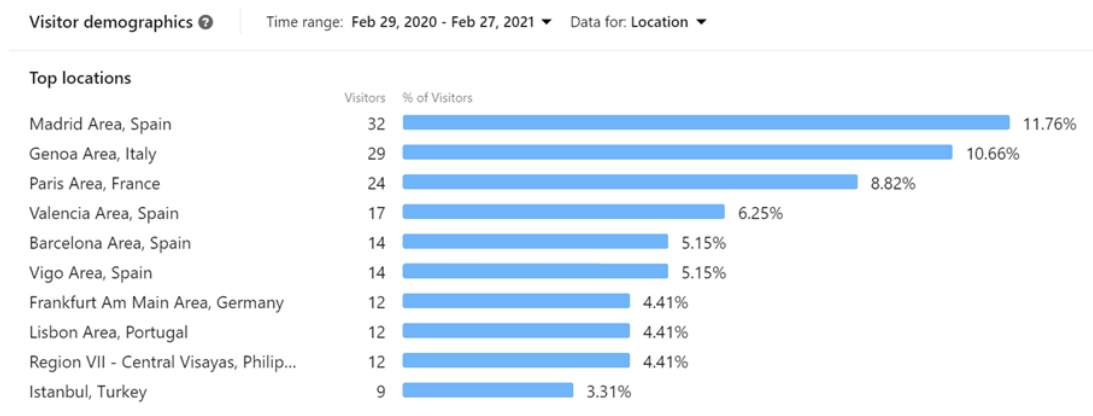 Visitor demographics ? Time range: Feb 29, 2020 - Feb 27, 2021 Data for: Location
Top locations
Visitors % of Visitors
Madrid Area, Spain 32 11.76%
Genoa Area, Italy 29 10.66%
Paris Area, France 24 8.82%
Valencia Area, Spain 17 6.25%
Barcelona Area, Spain 14 5.15%
Vigo Area, Spain 14 5.15%
Frankfurt Am Main Area, Germany 12 4.41%
Lisbon Area, Portugal 12 4.41%
Region VII - Central Visayas, Philip... 12 4.41%
Istanbul, Turkey 9 3.31%